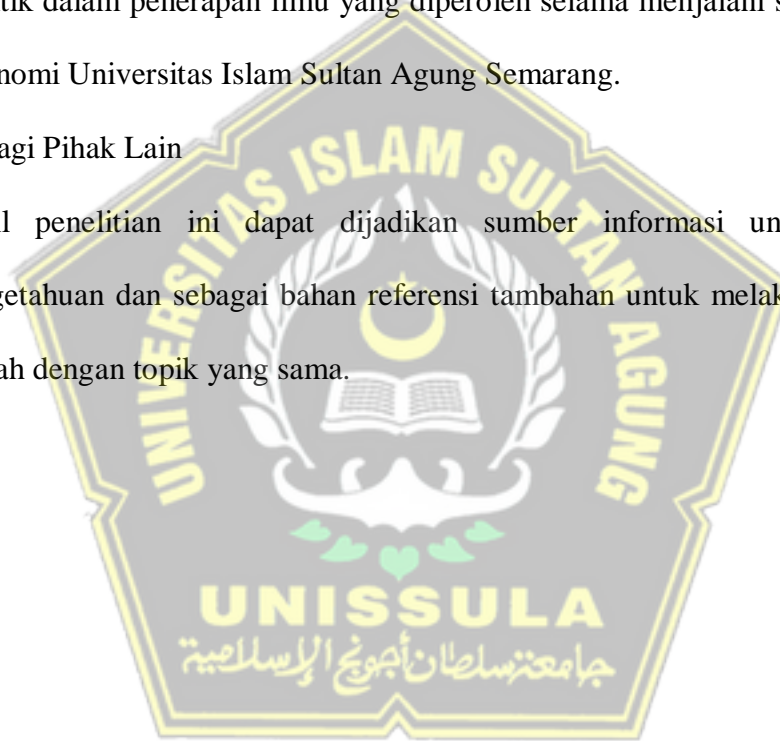 tik dalam penerapan ilmu yang diperoleh selama menjalani s
nomi Universitas Islam Sultan Agung Semarang.
agi Pihak Lain
l penelitian ini dapat dijadikan sumber informasi un
getahuan dan sebagai bahan referensi tambahan untuk melak
ah dengan topik yang sama.
UNIVERSITAS ISLAM SULTAN AGUNG
UNISSULA
جامعة سلطان أجونج الإسلامية